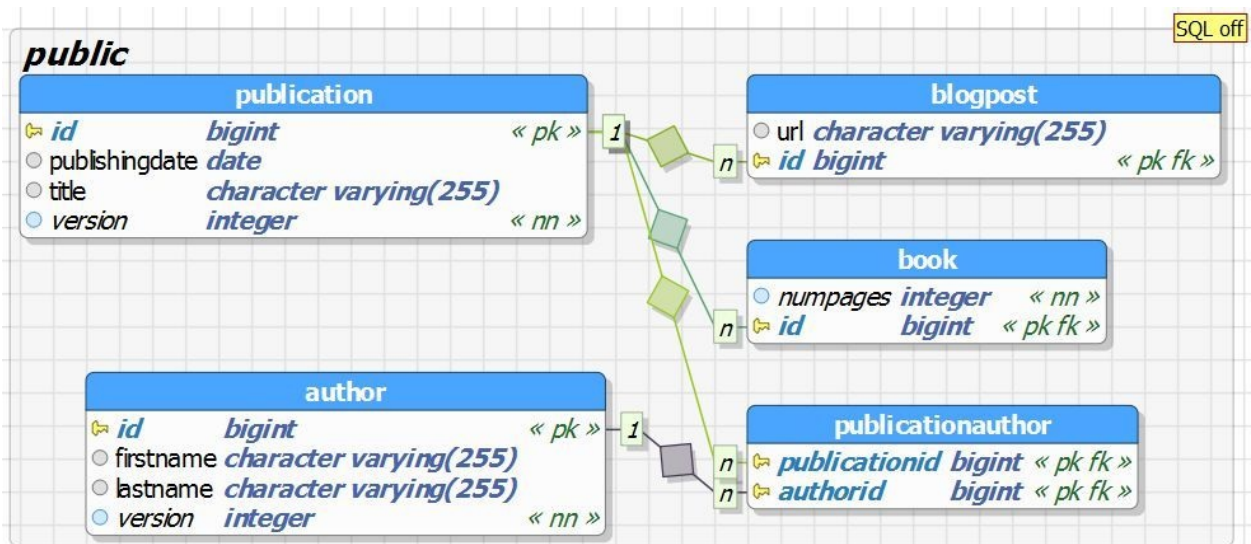 SQL off
public
publication
id bigint « pk »
publishingdate date
title character varying(255)
version integer « nn »
1
n
blogpost
url character varying(255)
id bigint « pk fk »
book
numpages integer « nn »
n
id bigint « pk fk »
author
id bigint « pk »
firstname character varying(255)
lastname character varying(255)
version integer « nn »
1
publicationauthor
n
publicationid bigint « pk fk »
n
authorid bigint « pk fk »